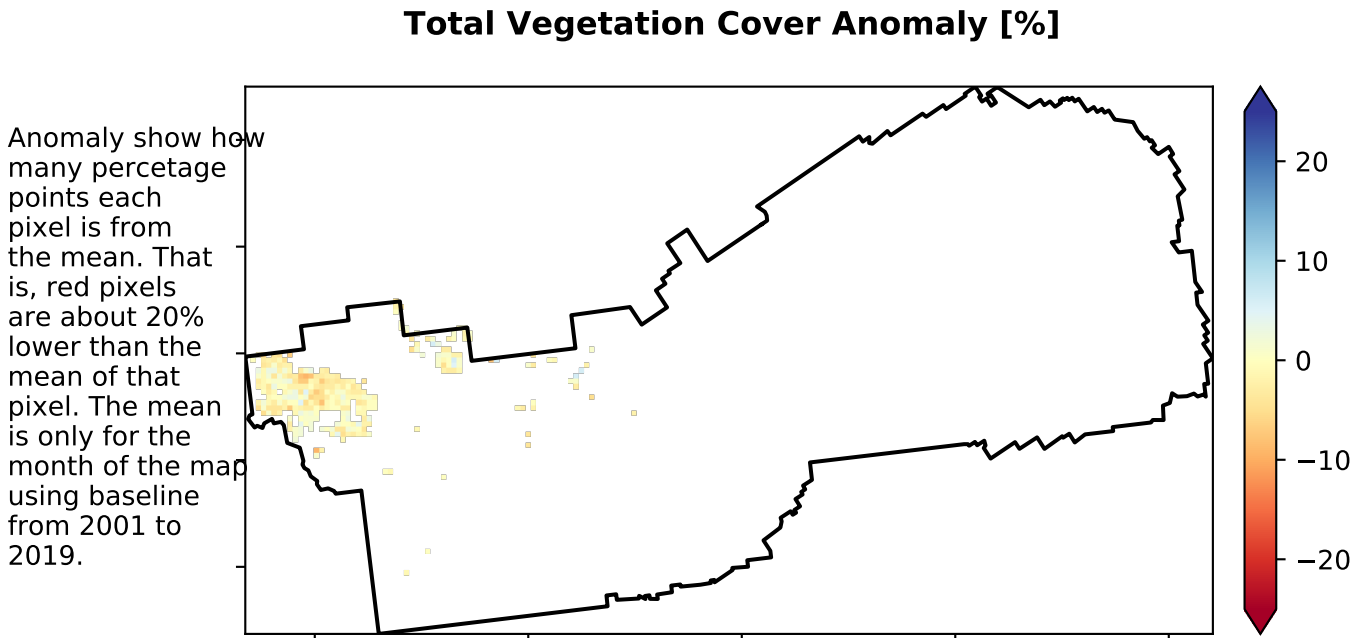 Total Vegetation Cover Anomaly [%]
Anomaly show how
many percetage
points each
pixel is from
the mean. That
is, red pixels
are about 20%
lower than the
mean of that
pixel. The mean
is only for the
month of the map
using baseline
from 2001 to
2019.
20
10
0
−10
−20